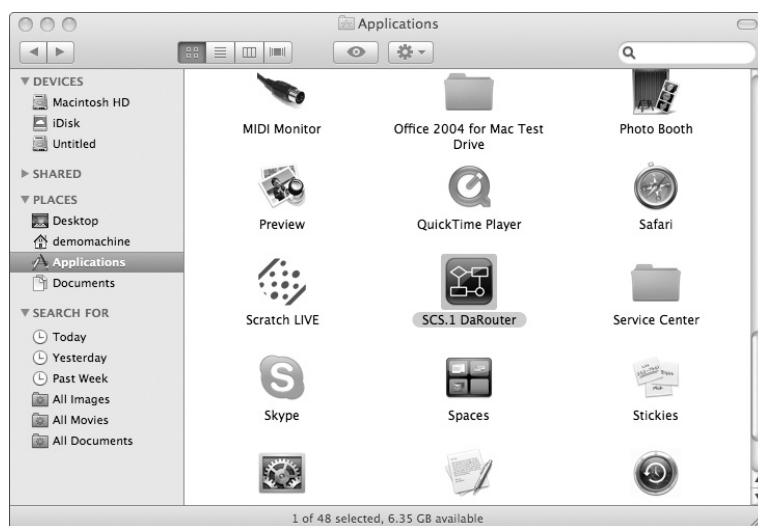 Applications
DEVICES
Macintosh HD
iDisk
Untitled
SHARED
PLACES
Desktop
demomachine
Applications
Documents
SEARCH FOR
Today
Yesterday
Past Week
All Images
All Movies
All Documents
MIDI Monitor
Office 2004 for Mac Test
Drive
Photo Booth
Preview
QuickTime Player
Safari
Scratch LIVE
SCS.1 DaRouter
Service Center
Skype
Spaces
Stickies
1 of 48 selected, 6.35 GB available